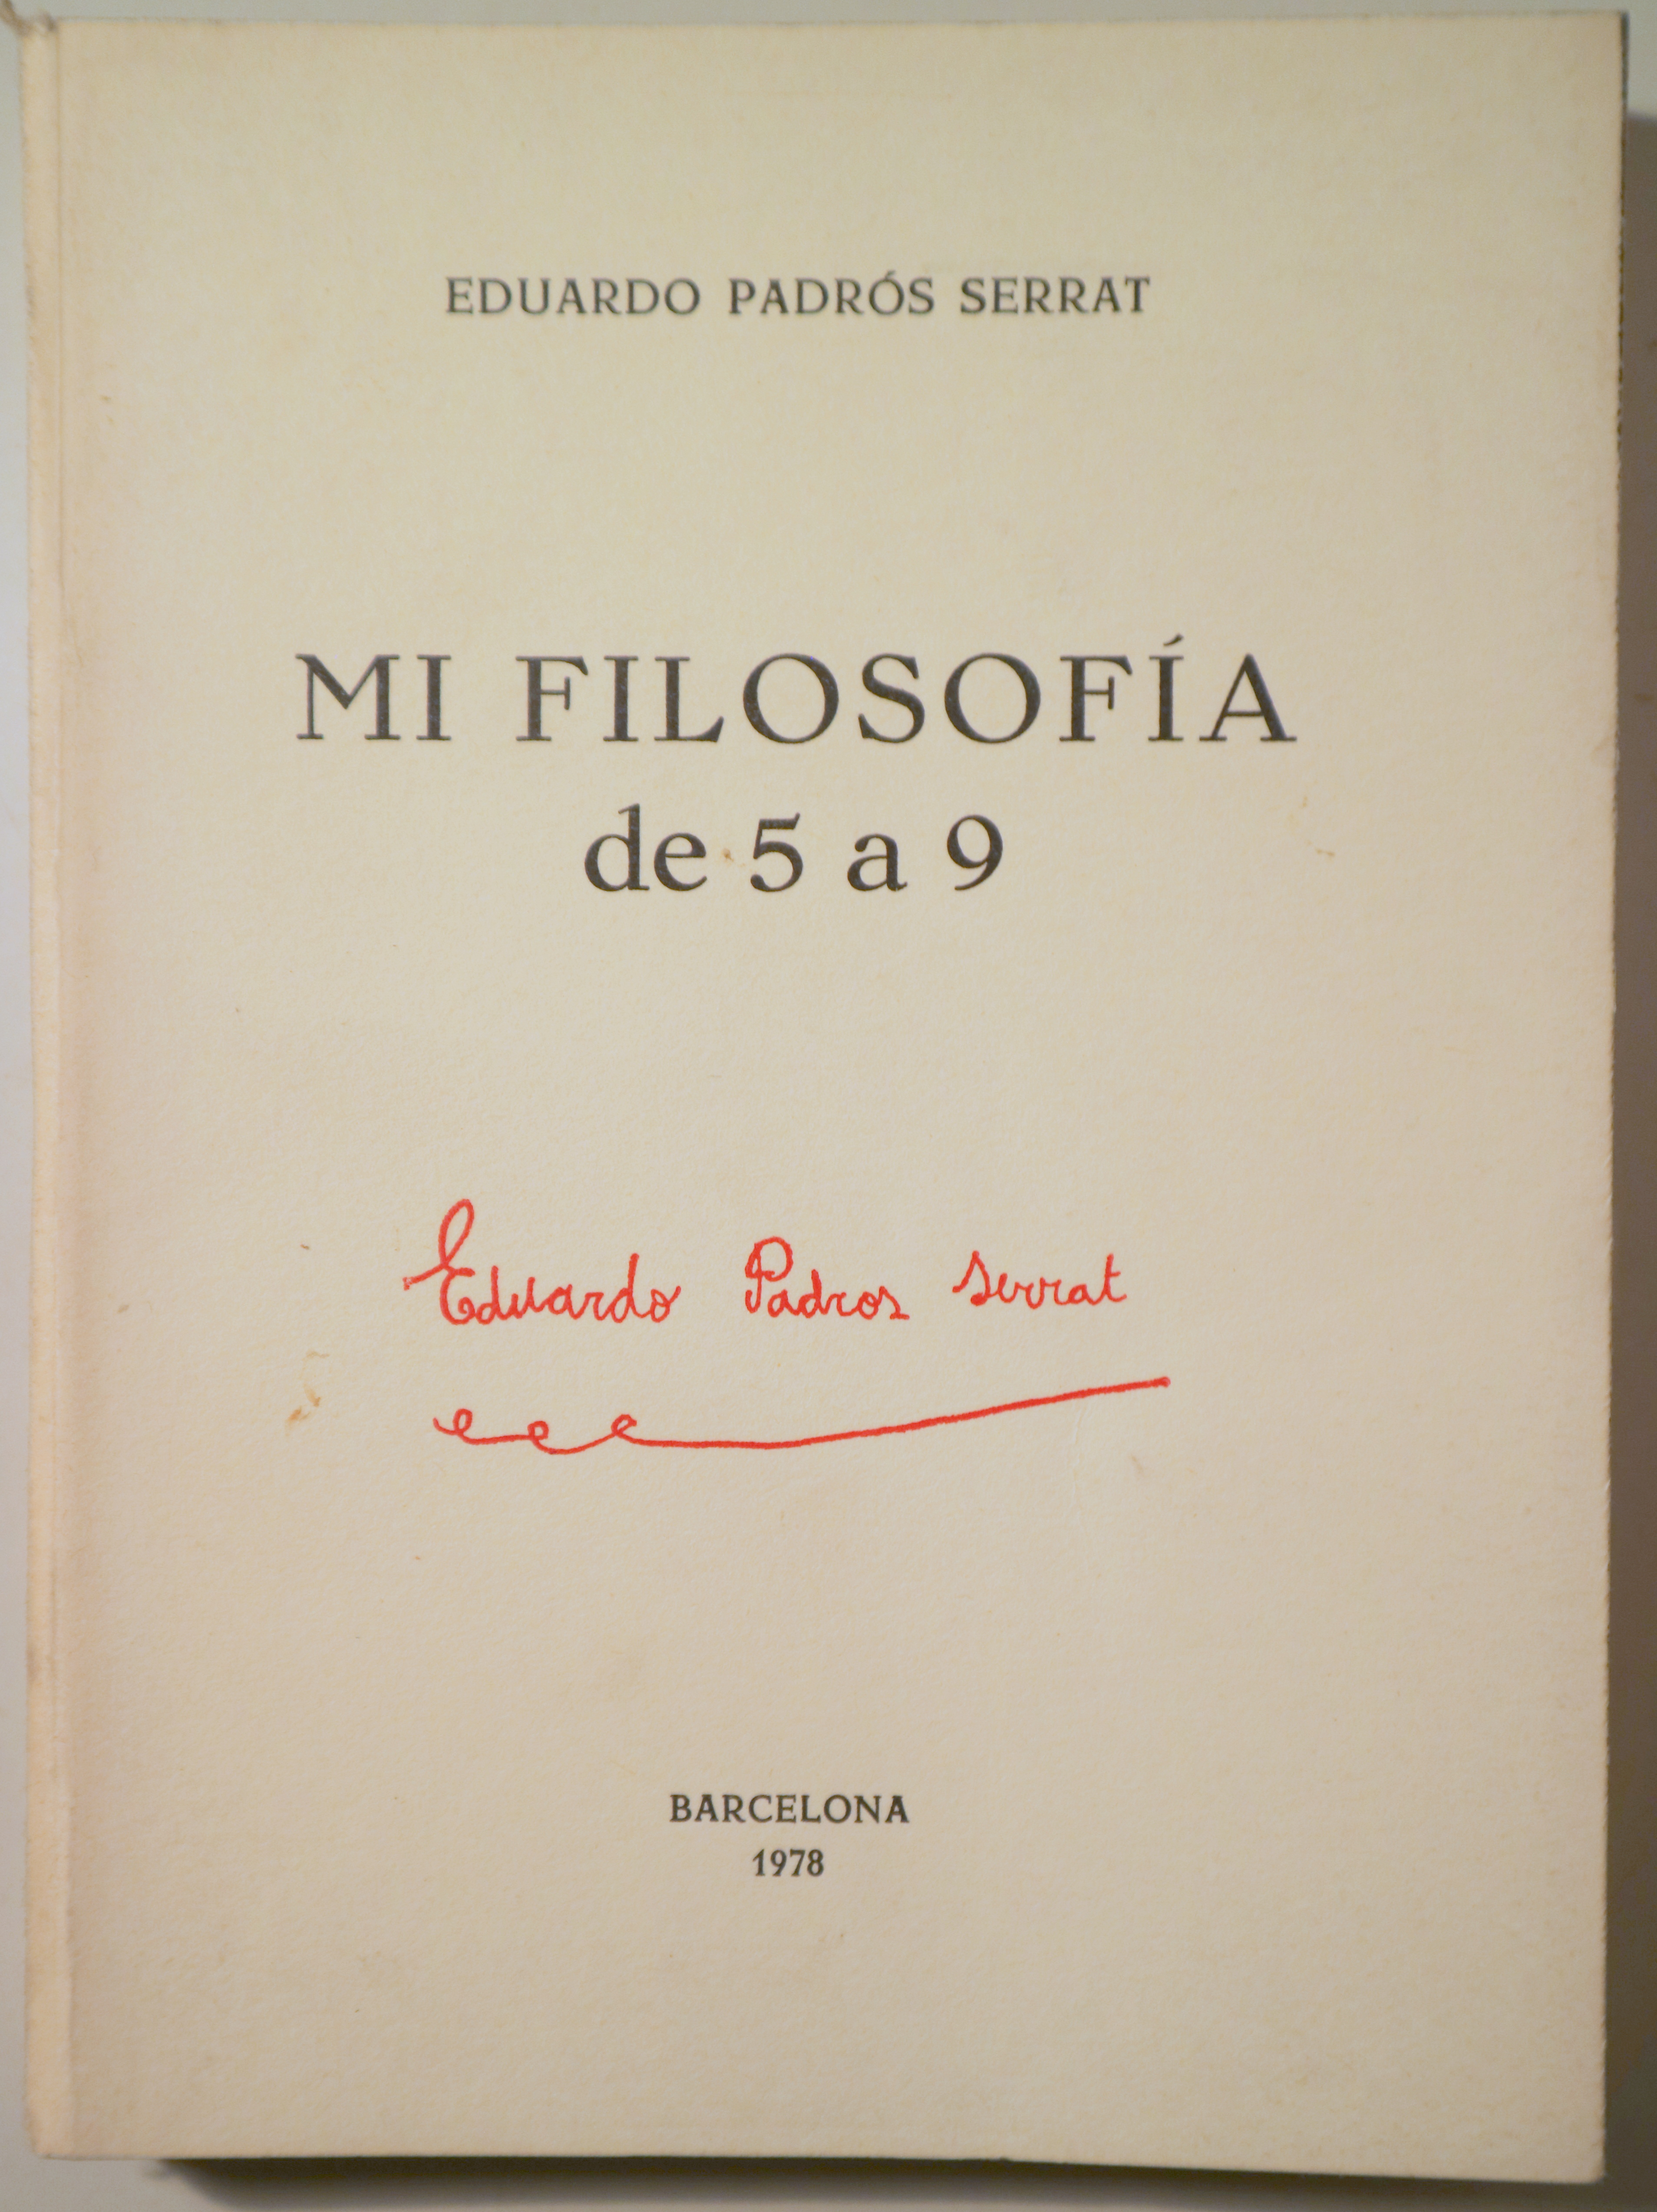 EDUARDO PADRÓS SERRAT
MI FILOSOFÍA
de 5 a 9
Eduardo Padros Serrat
BARCELONA
1978